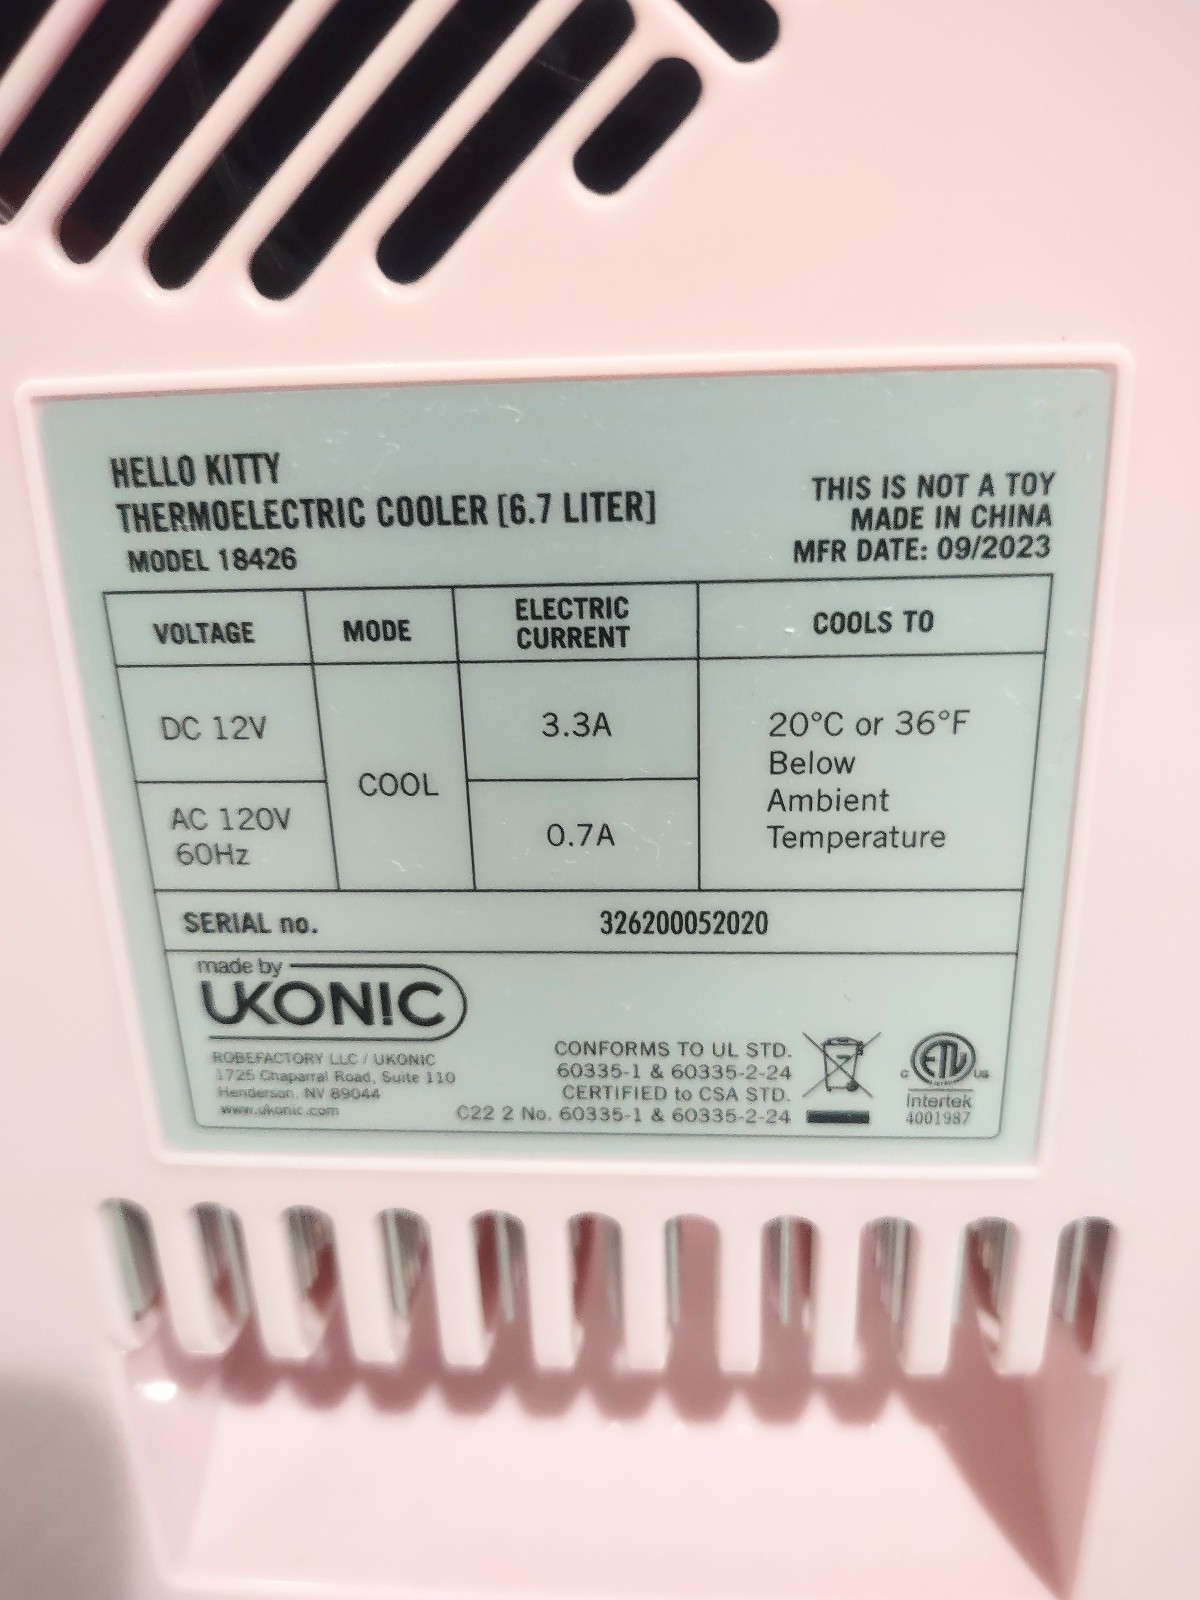 HELLO KITTY
THERMOELECTRIC COOLER [6.7 LITER]
MODEL 18426
THIS IS NOT A TOY
MADE IN CHINA
MFR DATE: 09/2023
VOLTAGE
MODE
ELECTRIC
CURRENT
COOLS TO
DC 12V
COOL
3.3A
20°C or 36°F
Below
Ambient
Temperature
AC 120V
60Hz
0.7A
SERIAL no.
326200052020
made by
UKONIC
ROBEFACTORY LLC / UKONIC
1725 Chaparral Road, Suite 110
Henderson, NV 89044
www.ukonic.com
CONFORMS TO UL STD.
60335-1 & 60335-2-24
CERTIFIED to CSA STD.
C22 2 No. 60335-1 & 60335-2-24
C ETL US
LISTED
Intertek
4001987